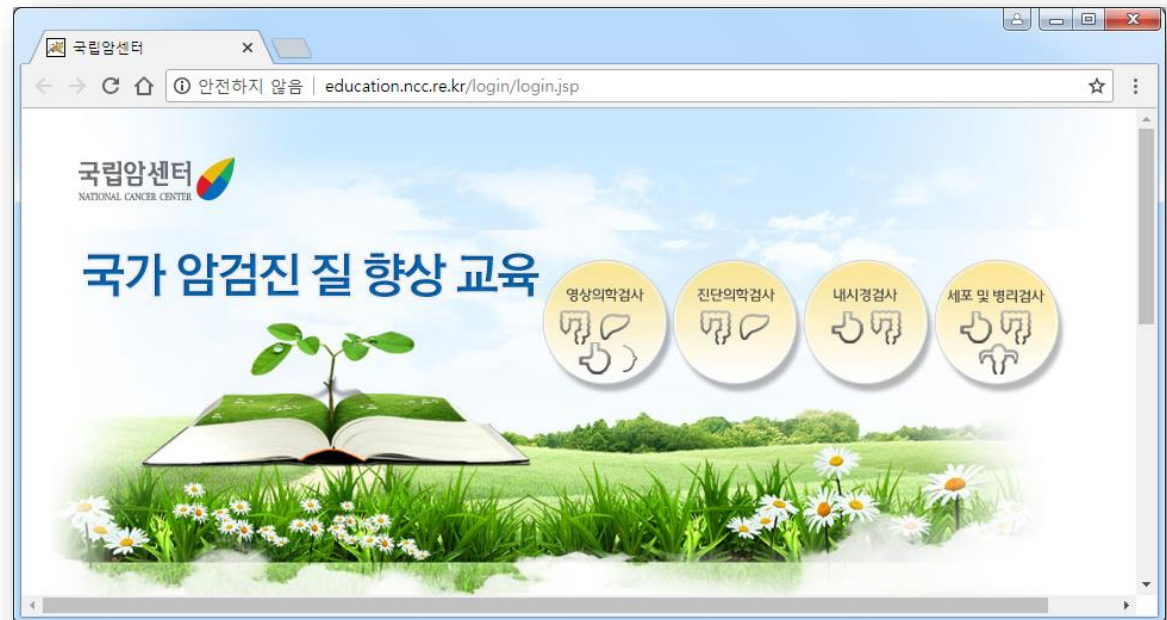 국립암센터
안전하지 않음 | education.ncc.re.kr/login/login.jsp
국립암센터
NATIONAL CANCER CENTER
국가 암검진 질 향상 교육
영상의학검사
진단의학검사
내시경검사
세포 및 병리검사